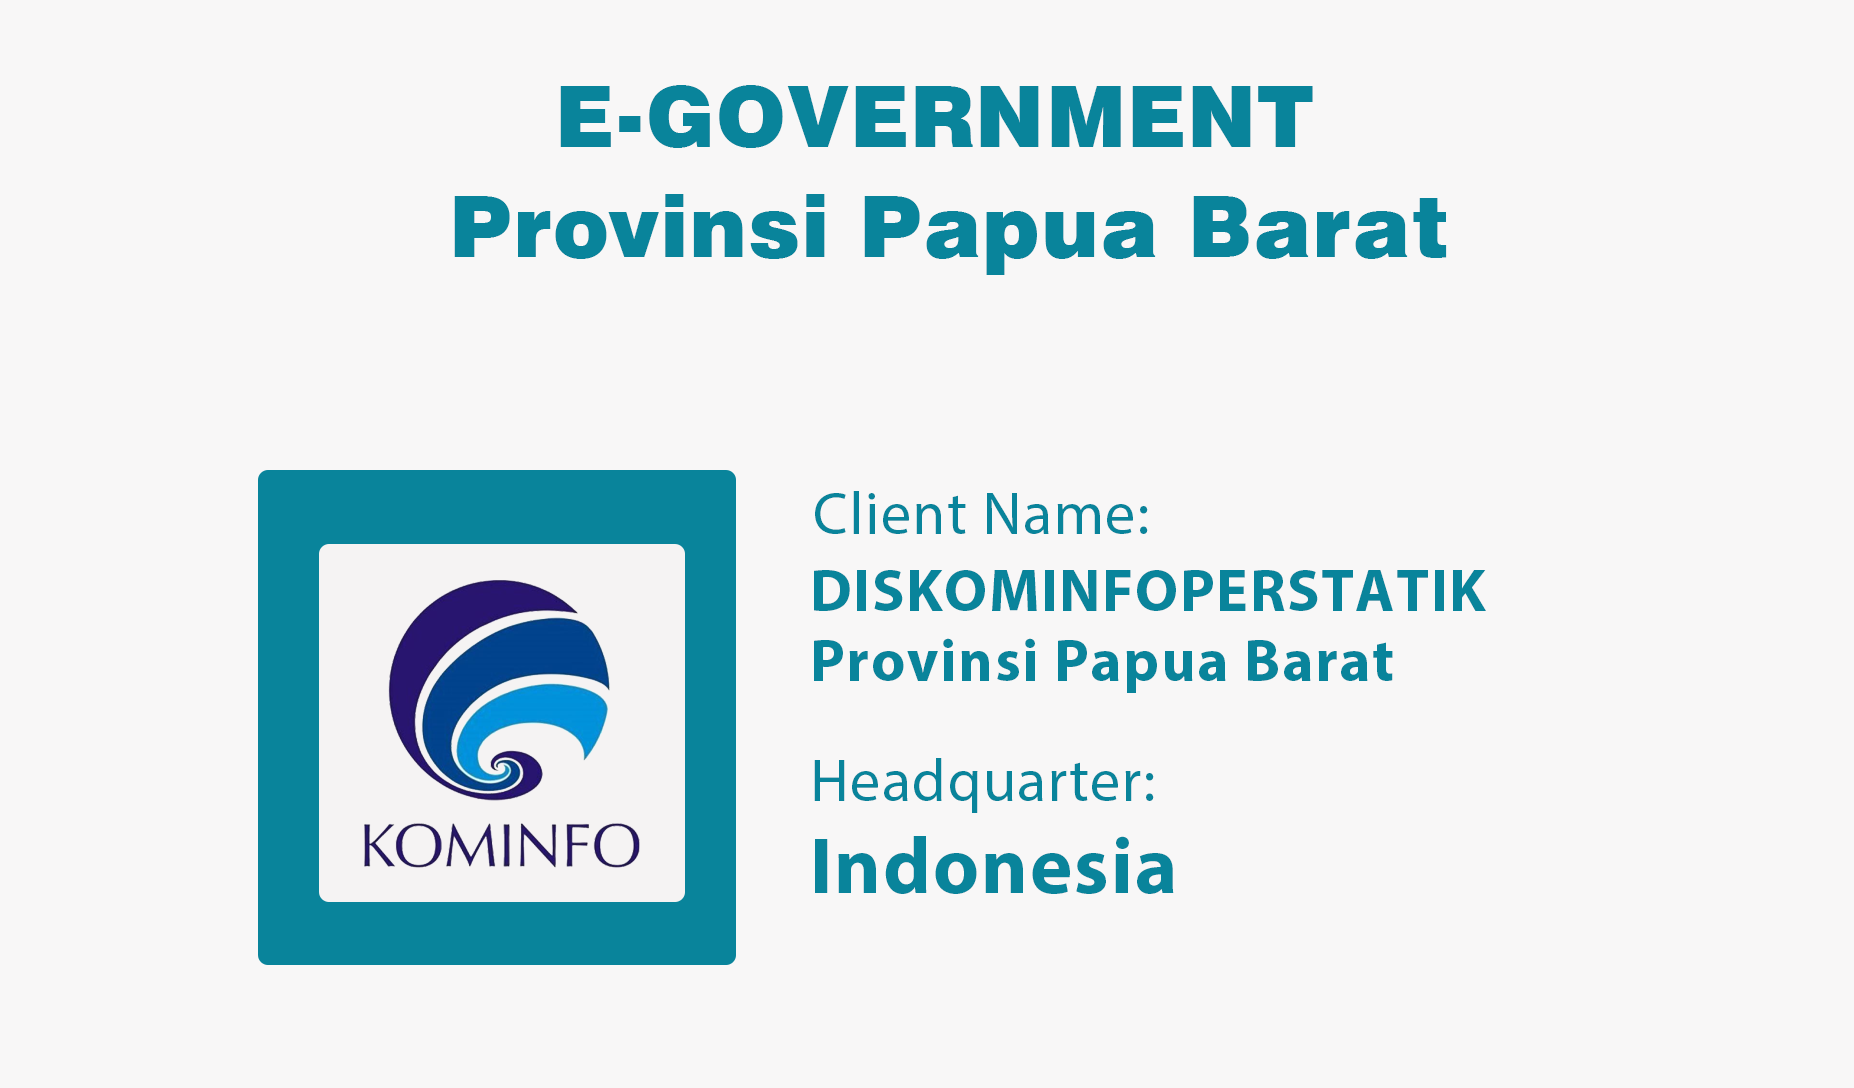 E-GOVERNMENT
Provinsi Papua Barat
KOMINFO
Client Name:
DISKOMINFOPERSTATIK
Provinsi Papua Barat
Headquarter:
Indonesia